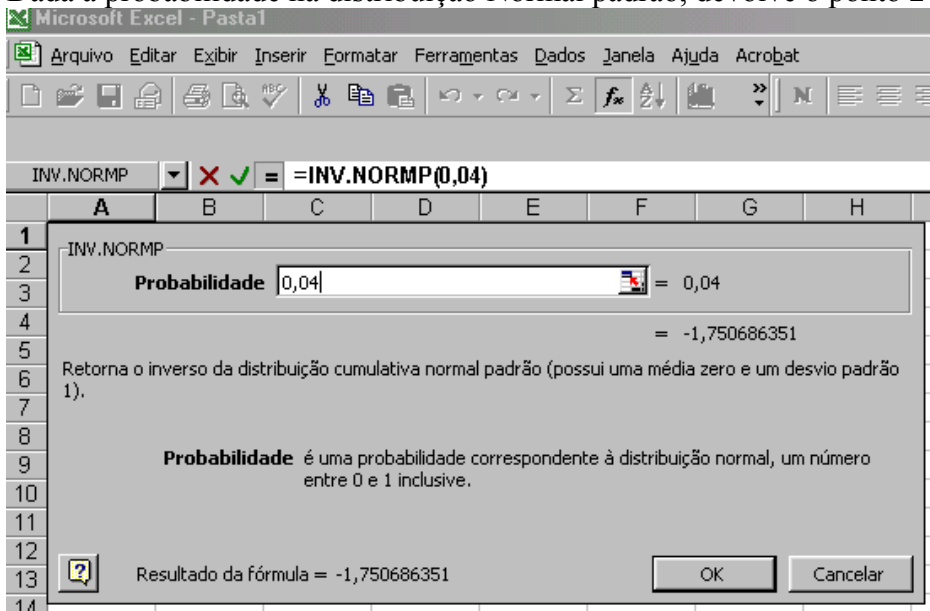 Dada a probabilidade na distribuição Normal padrão, devolve o ponto z
Microsoft Excel - Pasta1
Arquivo Editar Exibir Inserir Formatar Ferramentas Dados Janela Ajuda Acrobat
N
INV.NORMP = =INV.NORMP(0,04)
A B C D E F G H
1
INV.NORMP
2
Probabilidade 0,04 = 0,04
3
4
= -1,750686351
5
Retorna o inverso da distribuição cumulativa normal padrão (possui uma média zero e um desvio padrão
6
1).
7
8
Probabilidade é uma probabilidade correspondente à distribuição normal, um número
9
entre 0 e 1 inclusive.
10
11
12
Resultado da fórmula = -1,750686351 OK Cancelar
13
14